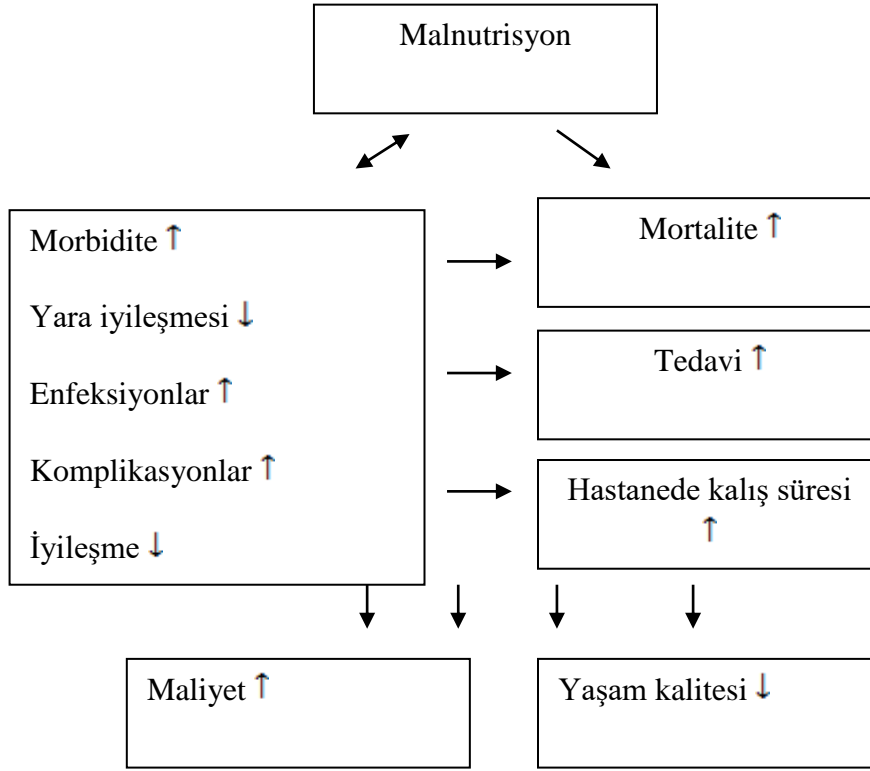 Malnutrisyon
Morbidite ↑
Yara iyileşmesi ↓
Enfeksiyonlar ↑
Komplikasyonlar ↑
İyileşme ↓
Mortalite ↑
Tedavi ↑
Hastanede kalış süresi
↑
Maliyet ↑
Yaşam kalitesi ↓